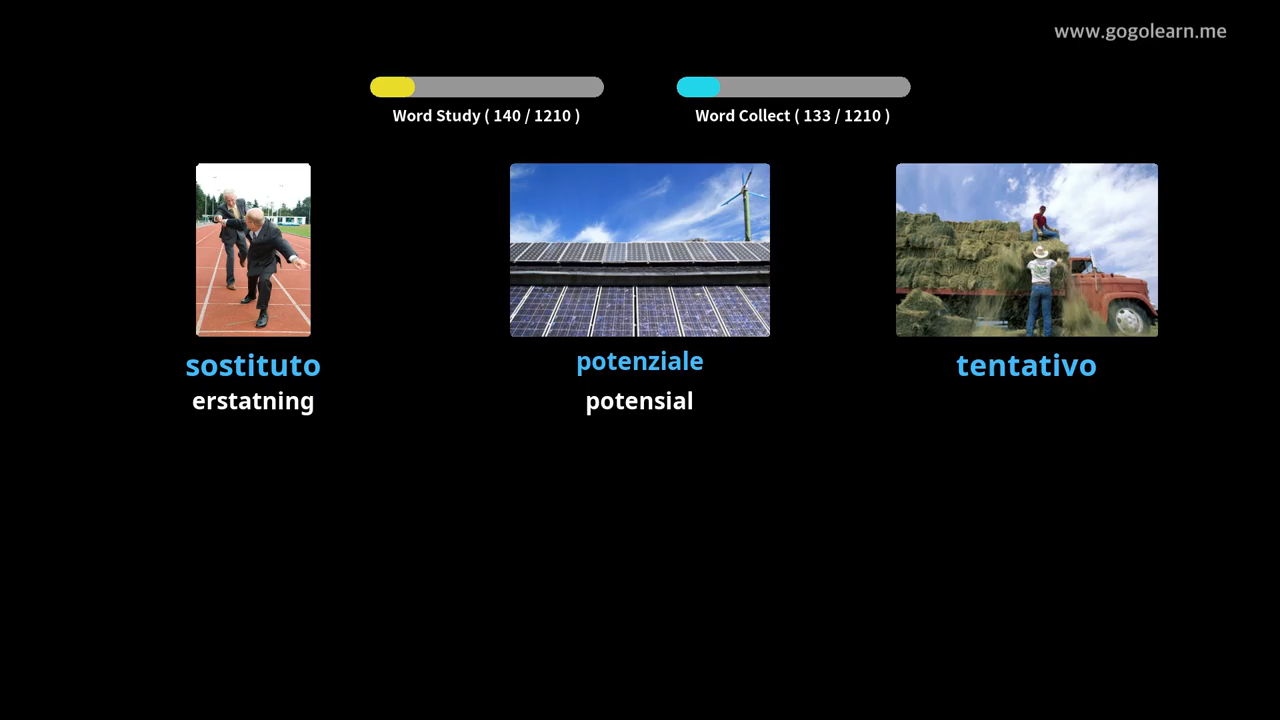 www.gogolearn.me
Word Study ( 140 / 1210 )
Word Collect ( 133 / 1210 )
sostituto
erstatning
potenziale
potensial
tentativo